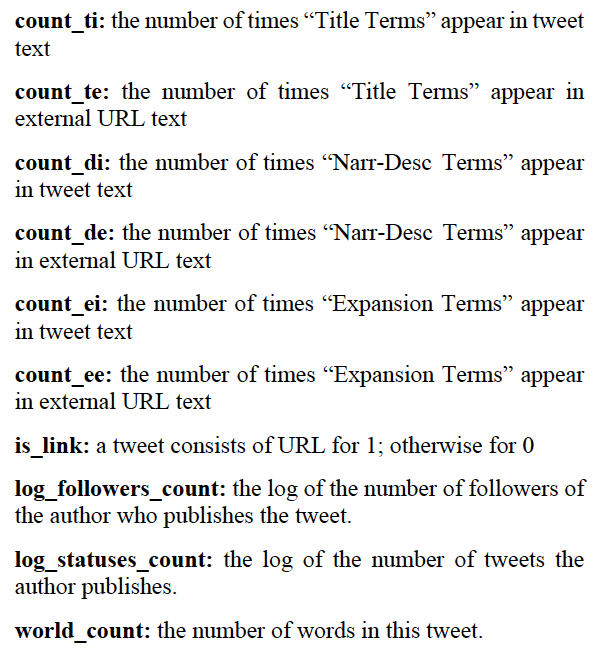 count_ti: the number of times “Title Terms” appear in tweet
text
count_te: the number of times “Title Terms” appear in
external URL text
count_di: the number of times “Narr-Desc Terms” appear
in tweet text
count_de: the number of times “Narr-Desc Terms” appear
in external URL text
count_ei: the number of times “Expansion Terms” appear
in tweet text
count_ee: the number of times “Expansion Terms” appear
in external URL text
is_link: a tweet consists of URL for 1; otherwise for 0
log_followers_count: the log of the number of followers of
the author who publishes the tweet.
log_statuses_count: the log of the number of tweets the
author publishes.
world_count: the number of words in this tweet.